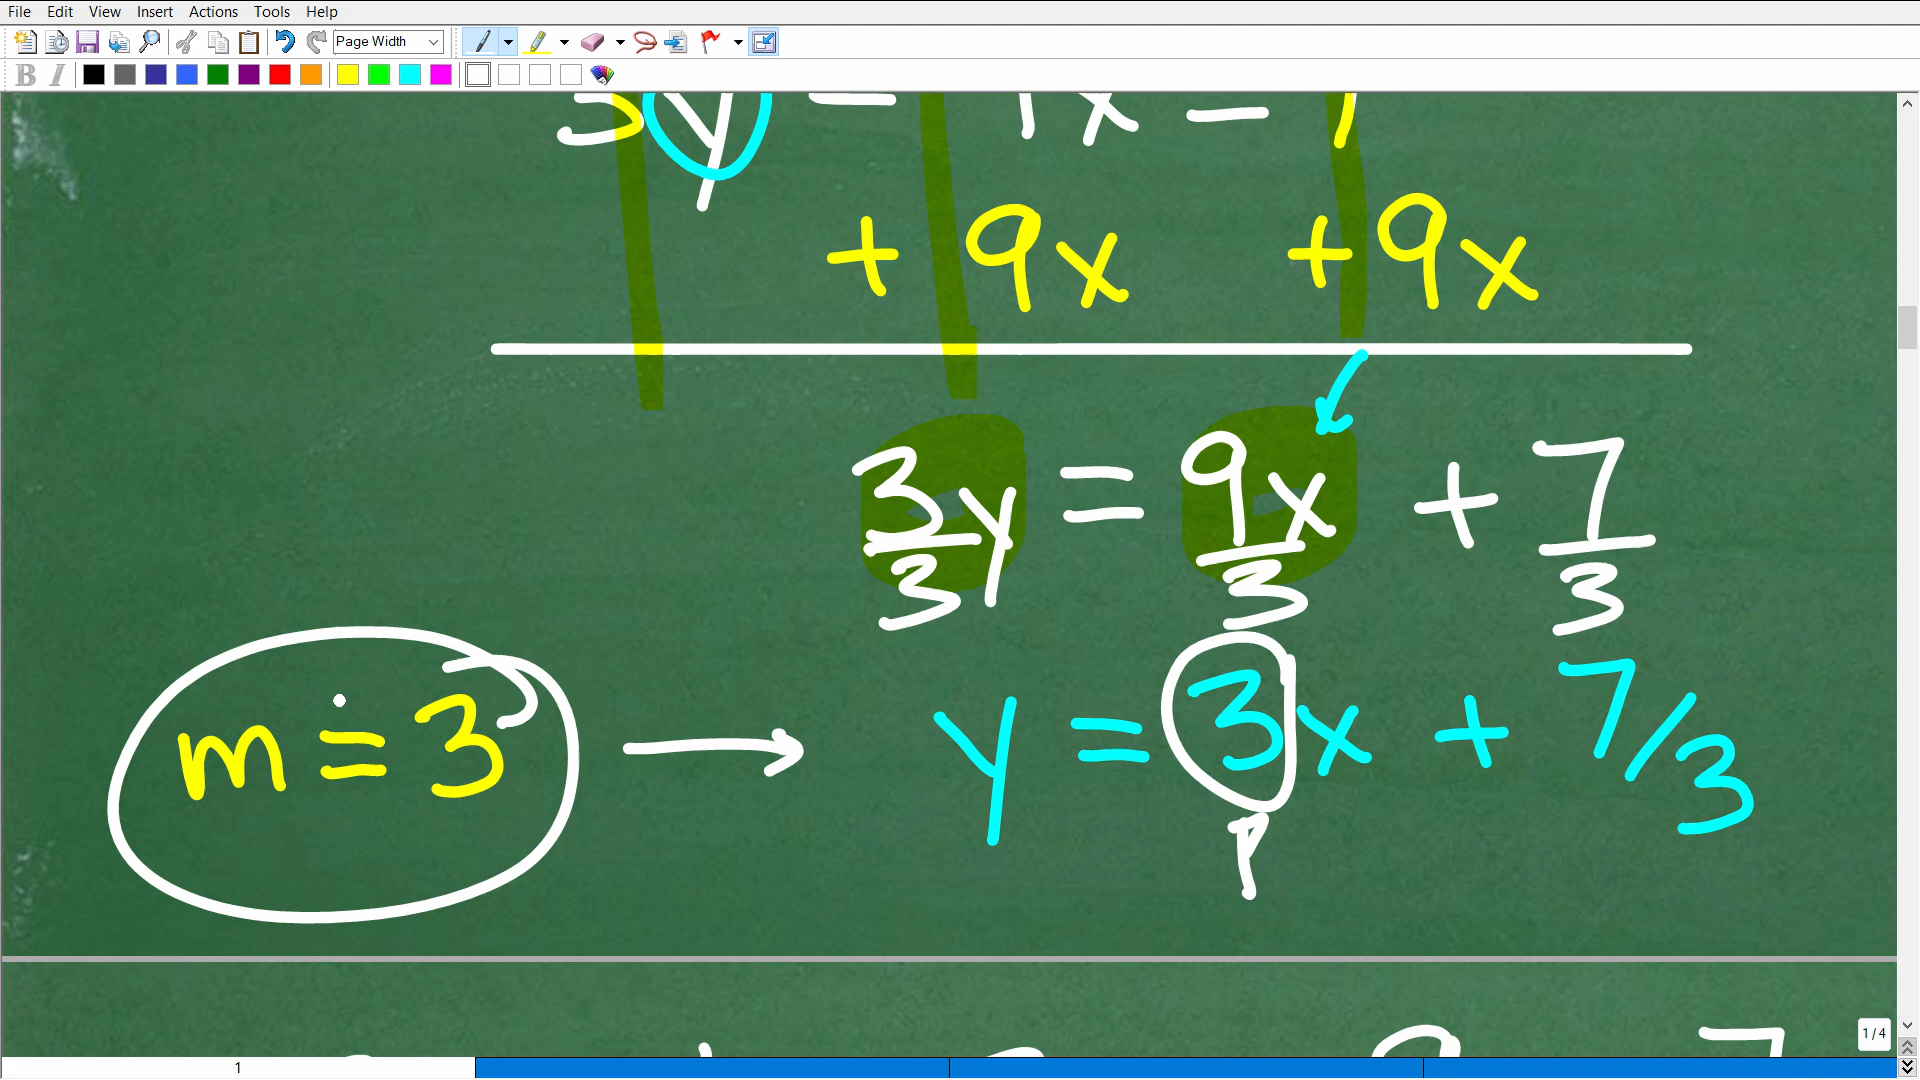 File Edit View Insert Actions Tools Help
Page Width
B I
+ 9x +9x
3/3 y = 9x/3 + 7/3
m = 3 → y = 3x + 7/3
1 / 4
1